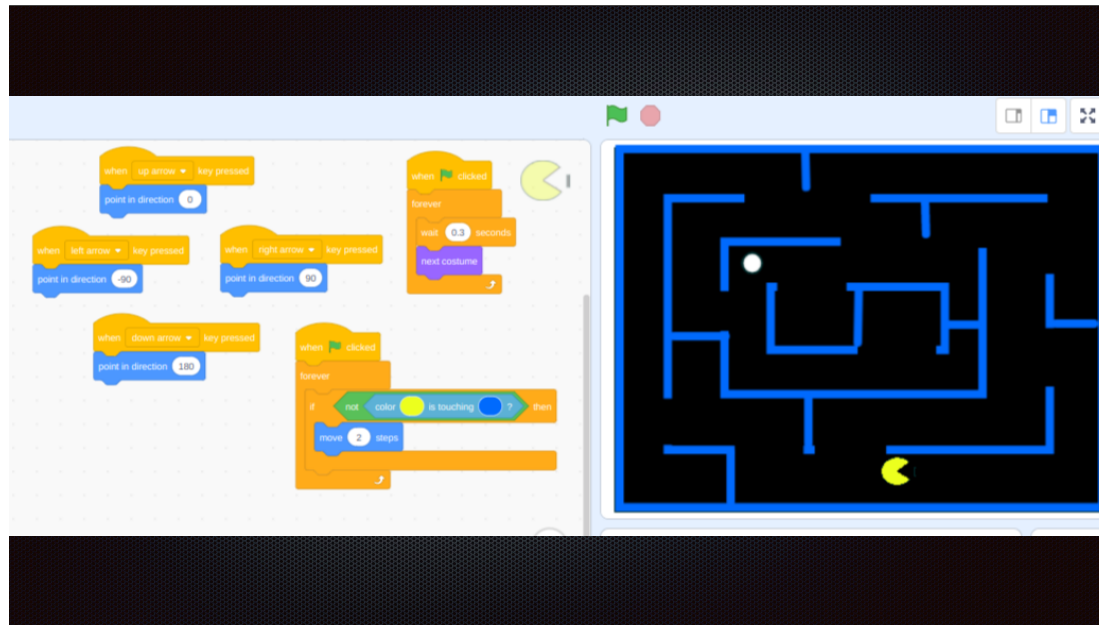 when up arrow key pressed
point in direction 0
when left arrow key pressed
point in direction -90
when right arrow key pressed
point in direction 90
when down arrow key pressed
point in direction 180
when clicked
forever
wait 0.3 seconds
next costume
when clicked
forever
if not color is touching ? then
move 2 steps